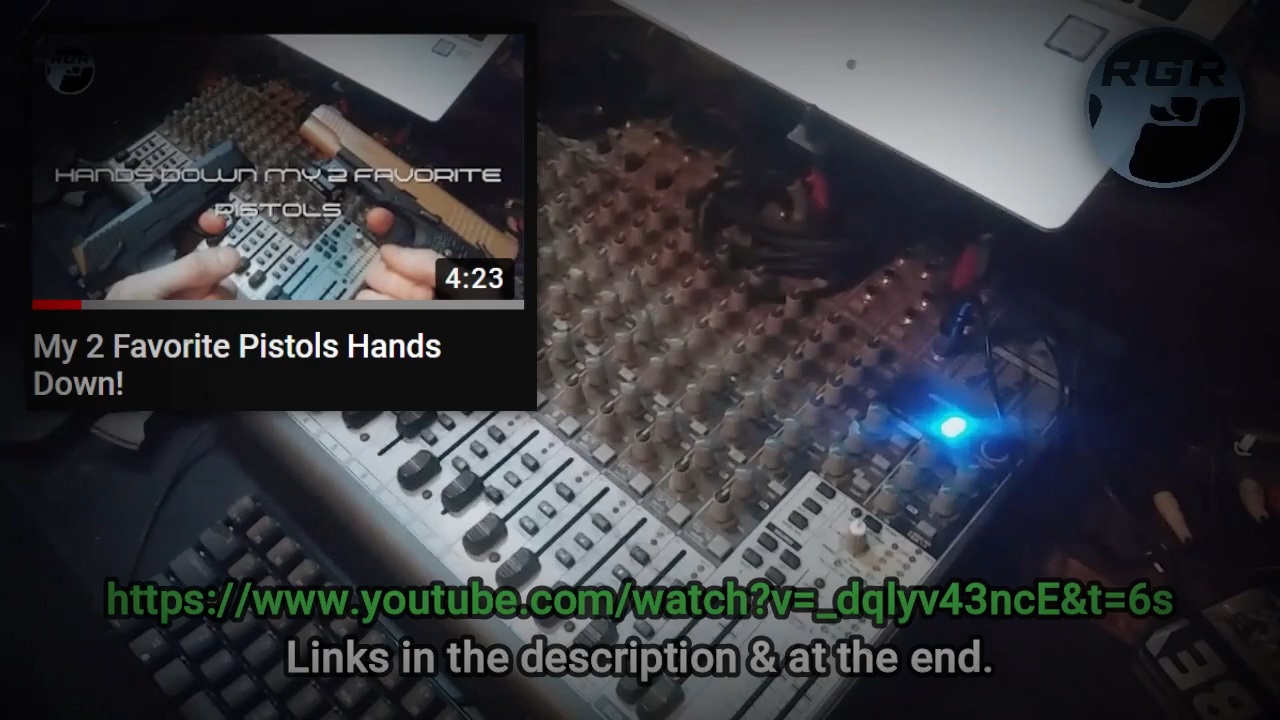 RGR
RGR
HANDS DOWN MY 2 FAVORITE
PISTOLS
4:23
My 2 Favorite Pistols Hands
Down!
https://www.youtube.com/watch?v=_dqlyv43ncE&t=6s
Links in the description & at the end.